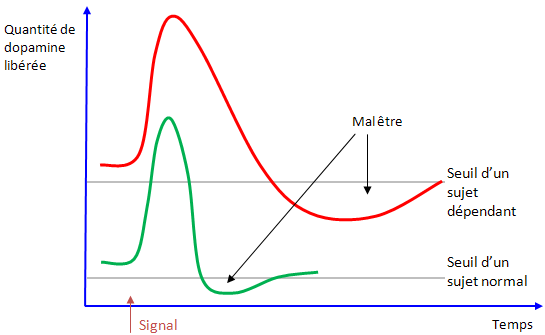 Quantité de
dopamine
libérée
Mal être
Seuil d'un
sujet
dépendant
Seuil d'un
sujet normal
Signal
Temps